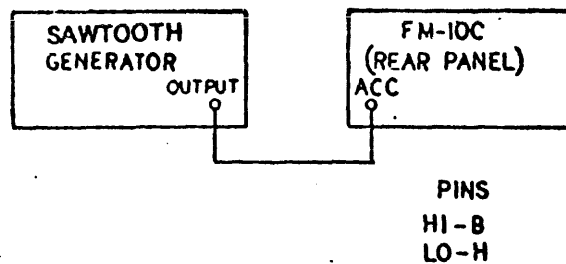 SAWTOOTH
GENERATOR
OUTPUT
FM-10C
(REAR PANEL)
ACC
PINS
HI-B
LO-H